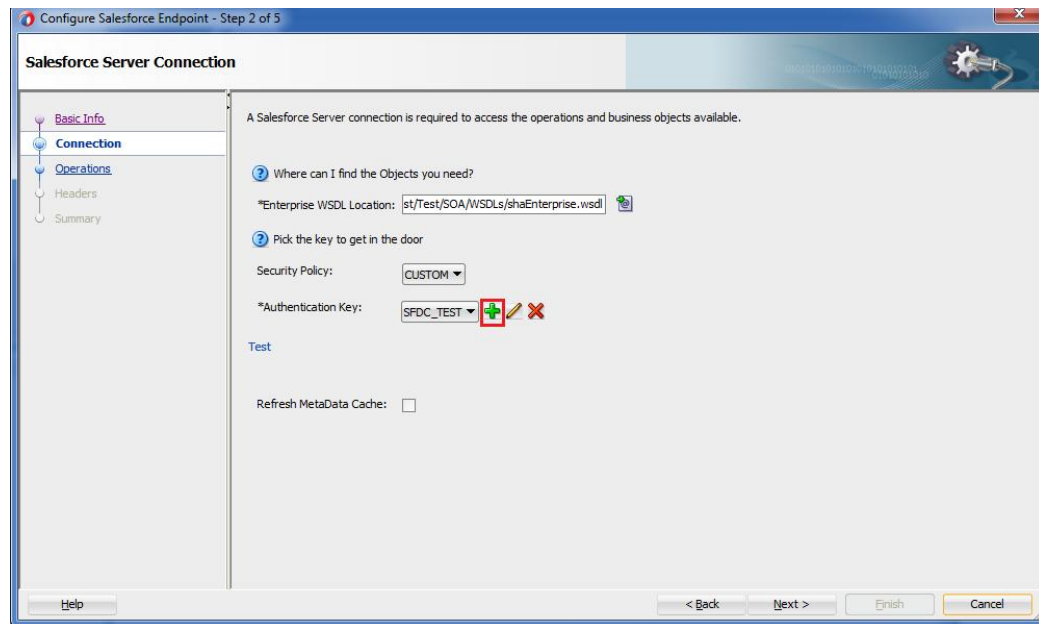 Configure Salesforce Endpoint - Step 2 of 5
Salesforce Server Connection
Basic Info
Connection
Operations
Headers
Summary
A Salesforce Server connection is required to access the operations and business objects available.
Where can I find the Objects you need?
*Enterprise WSDL Location: st/Test/SOA/WSDLs/shaEnterprise.wsdl
Pick the key to get in the door
Security Policy: CUSTOM
*Authentication Key: SFDC_TEST
Test
Refresh MetaData Cache:
Help < Back Next > Finish Cancel